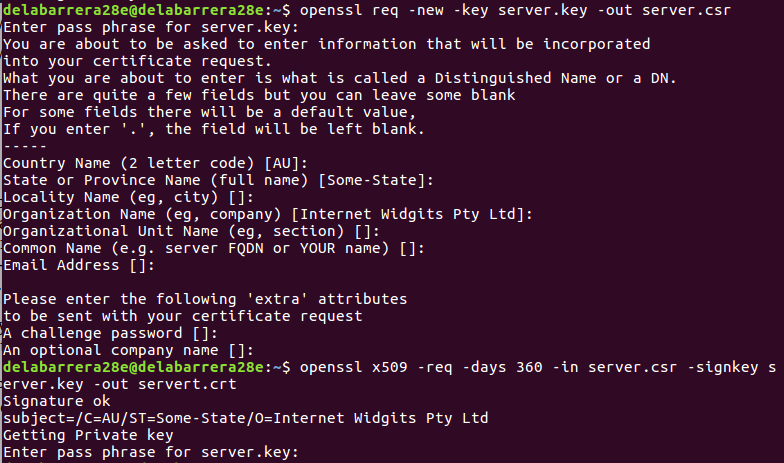 delabarrera28e@delabarrera28e:~$ openssl req -new -key server.key -out server.csr
Enter pass phrase for server.key:
You are about to be asked to enter information that will be incorporated
into your certificate request.
What you are about to enter is what is called a Distinguished Name or a DN.
There are quite a few fields but you can leave some blank
For some fields there will be a default value,
If you enter '.', the field will be left blank.
-----
Country Name (2 letter code) [AU]:
State or Province Name (full name) [Some-State]:
Locality Name (eg, city) []:
Organization Name (eg, company) [Internet Widgits Pty Ltd]:
Organizational Unit Name (eg, section) []:
Common Name (e.g. server FQDN or YOUR name) []:
Email Address []:
Please enter the following 'extra' attributes
to be sent with your certificate request
A challenge password []:
An optional company name []:
delabarrera28e@delabarrera28e:~$ openssl x509 -req -days 360 -in server.csr -signkey s
erver.key -out servert.crt
Signature ok
subject=/C=AU/ST=Some-State/O=Internet Widgits Pty Ltd
Getting Private key
Enter pass phrase for server.key: